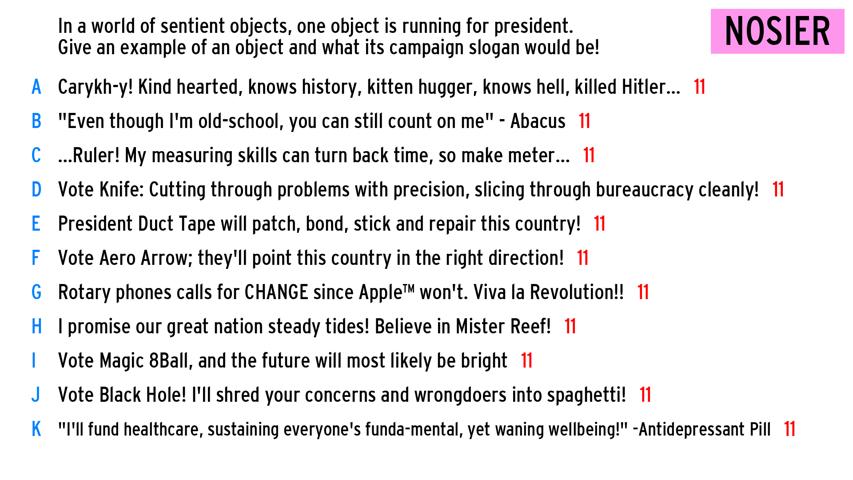 In a world of sentient objects, one object is running for president.
NOSIER
Give an example of an object and what its campaign slogan would be!
A Carykh-y! Kind hearted, knows history, kitten hugger, knows hell, killed Hitler... 11
B "Even though I'm old-school, you can still count on me" - Abacus 11
C ...Ruler! My measuring skills can turn back time, so make meter... 11
D Vote Knife: Cutting through problems with precision, slicing through bureaucracy cleanly! 11
E President Duct Tape will patch, bond, stick and repair this country! 11
F Vote Aero Arrow; they'll point this country in the right direction! 11
G Rotary phones calls for CHANGE since Apple™ won't. Viva la Revolution!! 11
H I promise our great nation steady tides! Believe in Mister Reef! 11
I Vote Magic 8Ball, and the future will most likely be bright 11
J Vote Black Hole! I'll shred your concerns and wrongdoers into spaghetti! 11
K "I'll fund healthcare, sustaining everyone's funda-mental, yet waning wellbeing!" -Antidepressant Pill 11